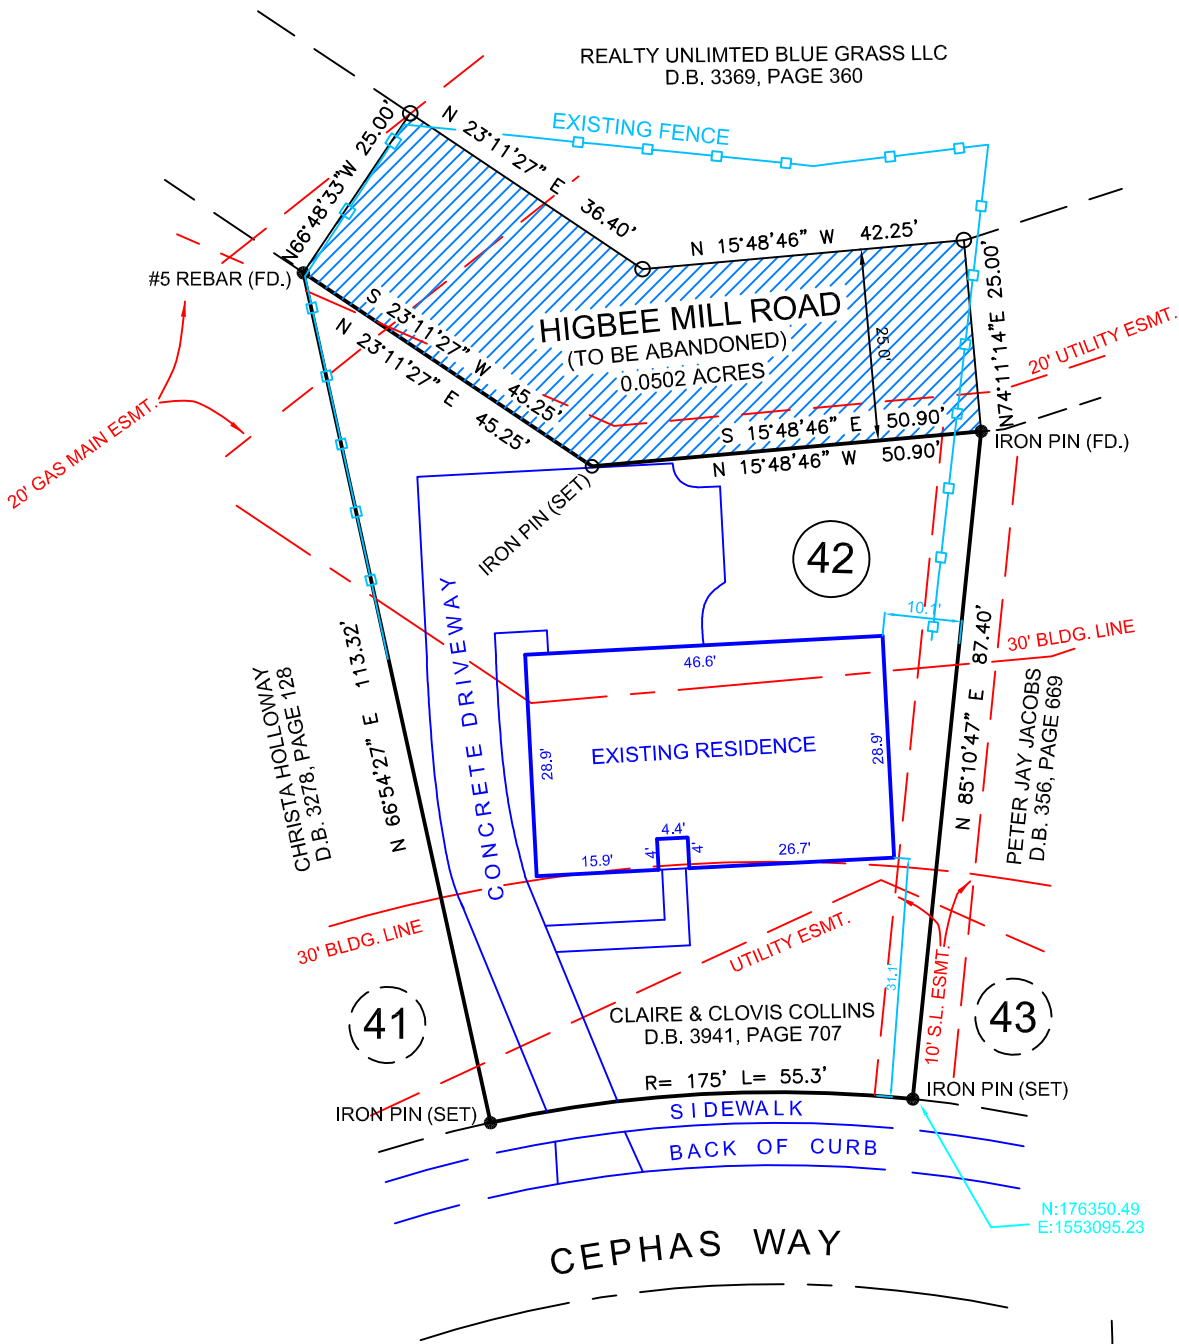 REALTY UNLIMTED BLUE GRASS LLC
D.B. 3369, PAGE 360
EXISTING FENCE
N66°48'33"W 25.00'
N 23°11'27" E 36.40'
N 15°48'46" W 42.25'
N74°11'14"E 25.00'
#5 REBAR (FD.)
HIGBEE MILL ROAD
(TO BE ABANDONED)
0.0502 ACRES
25.0'
20' UTILITY ESMT.
S 23°11'27" W 45.25'
N 23°11'27" E 45.25'
S 15°48'46" E 50.90'
N 15°48'46" W 50.90'
IRON PIN (FD.)
20' GAS MAIN ESMT.
IRON PIN (SET)
42
10.1'
30' BLDG. LINE
CONCRETE DRIVEWAY
46.6'
EXISTING RESIDENCE
28.9'
28.9'
4.4'
4'
4'
15.9'
26.7'
N 66°54'27" E 113.32'
N 85°10'47" E 87.40'
CHRISTA HOLLOWAY
D.B. 3278, PAGE 128
PETER JAY JACOBS
D.B. 356, PAGE 669
30' BLDG. LINE
UTILITY ESMT.
31.1'
10' S.L. ESMT.
CLAIRE & CLOVIS COLLINS
D.B. 3941, PAGE 707
41
43
R= 175' L= 55.3'
IRON PIN (SET)
IRON PIN (SET)
SIDEWALK
BACK OF CURB
N:176350.49
E:1553095.23
CEPHAS WAY